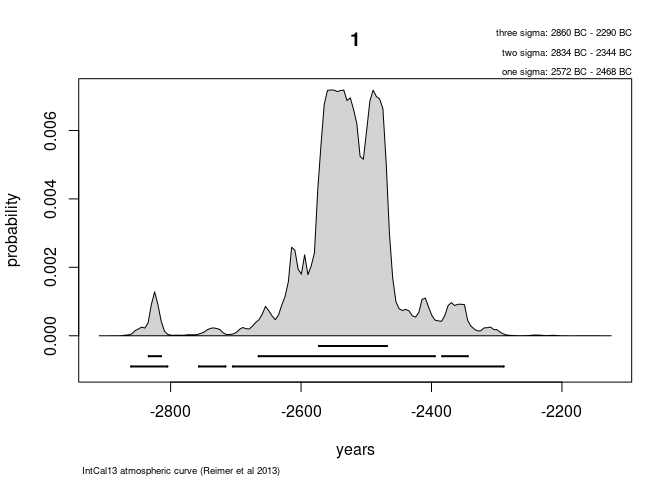 1
three sigma: 2860 BC - 2290 BC
two sigma: 2834 BC - 2344 BC
one sigma: 2572 BC - 2468 BC
probability
0.006
0.004
0.002
0.000
-2800 -2600 -2400 -2200
years
IntCal13 atmospheric curve (Reimer et al 2013)